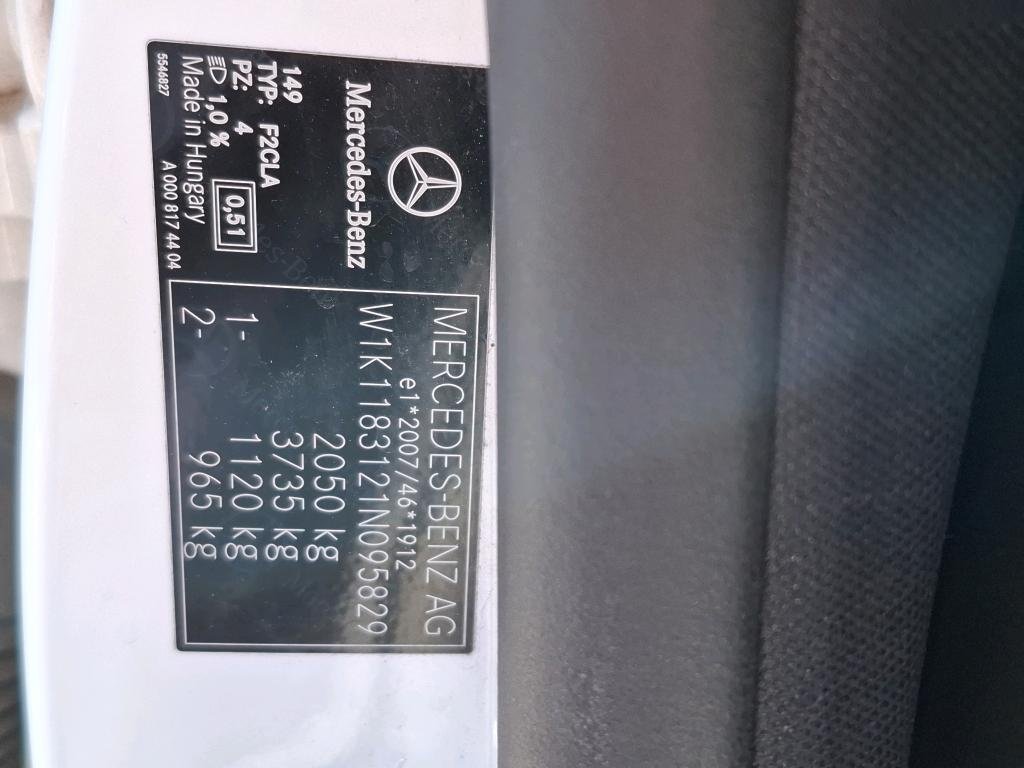 Mercedes-Benz
149
TYP: F2CLA
PZ: 4
1,0 % 0,51
Made in Hungary
5546827 A 000 817 44 04
MERCEDES-BENZ AG
e1*2007/46*1912
W1K1183121N095829
2050 kg
3735 kg
1- 1120 kg
2- 965 kg